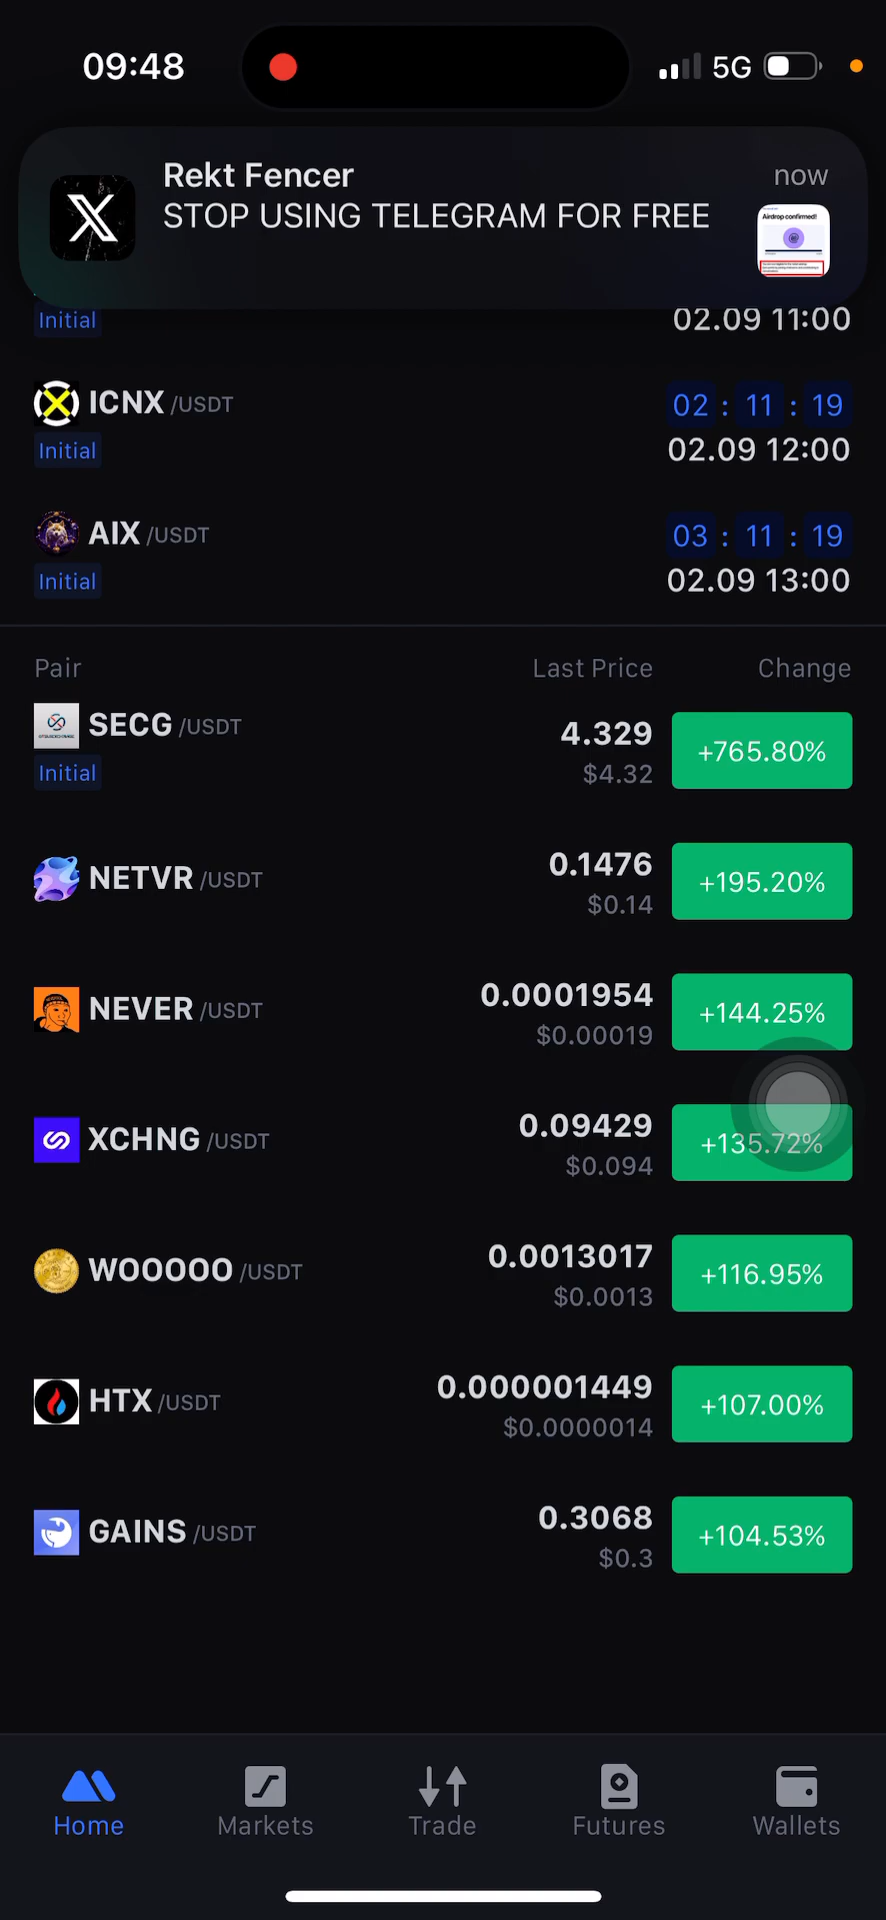 09:48
5G
Rekt Fencer
now
STOP USING TELEGRAM FOR FREE
Airdrop confirmed!
Initial
02.09 11:00
ICNX /USDT
02 : 11 : 19
Initial
02.09 12:00
AIX /USDT
03 : 11 : 19
Initial
02.09 13:00
Pair Last Price Change
SECG /USDT
4.329
+765.80%
Initial
$4.32
NETVR /USDT
0.1476
+195.20%
$0.14
NEVER /USDT
0.0001954
+144.25%
$0.00019
XCHNG /USDT
0.09429
+135.72%
$0.094
WOOOOO /USDT
0.0013017
+116.95%
$0.0013
HTX /USDT
0.000001449
+107.00%
$0.0000014
GAINS /USDT
0.3068
+104.53%
$0.3
Home Markets Trade Futures Wallets